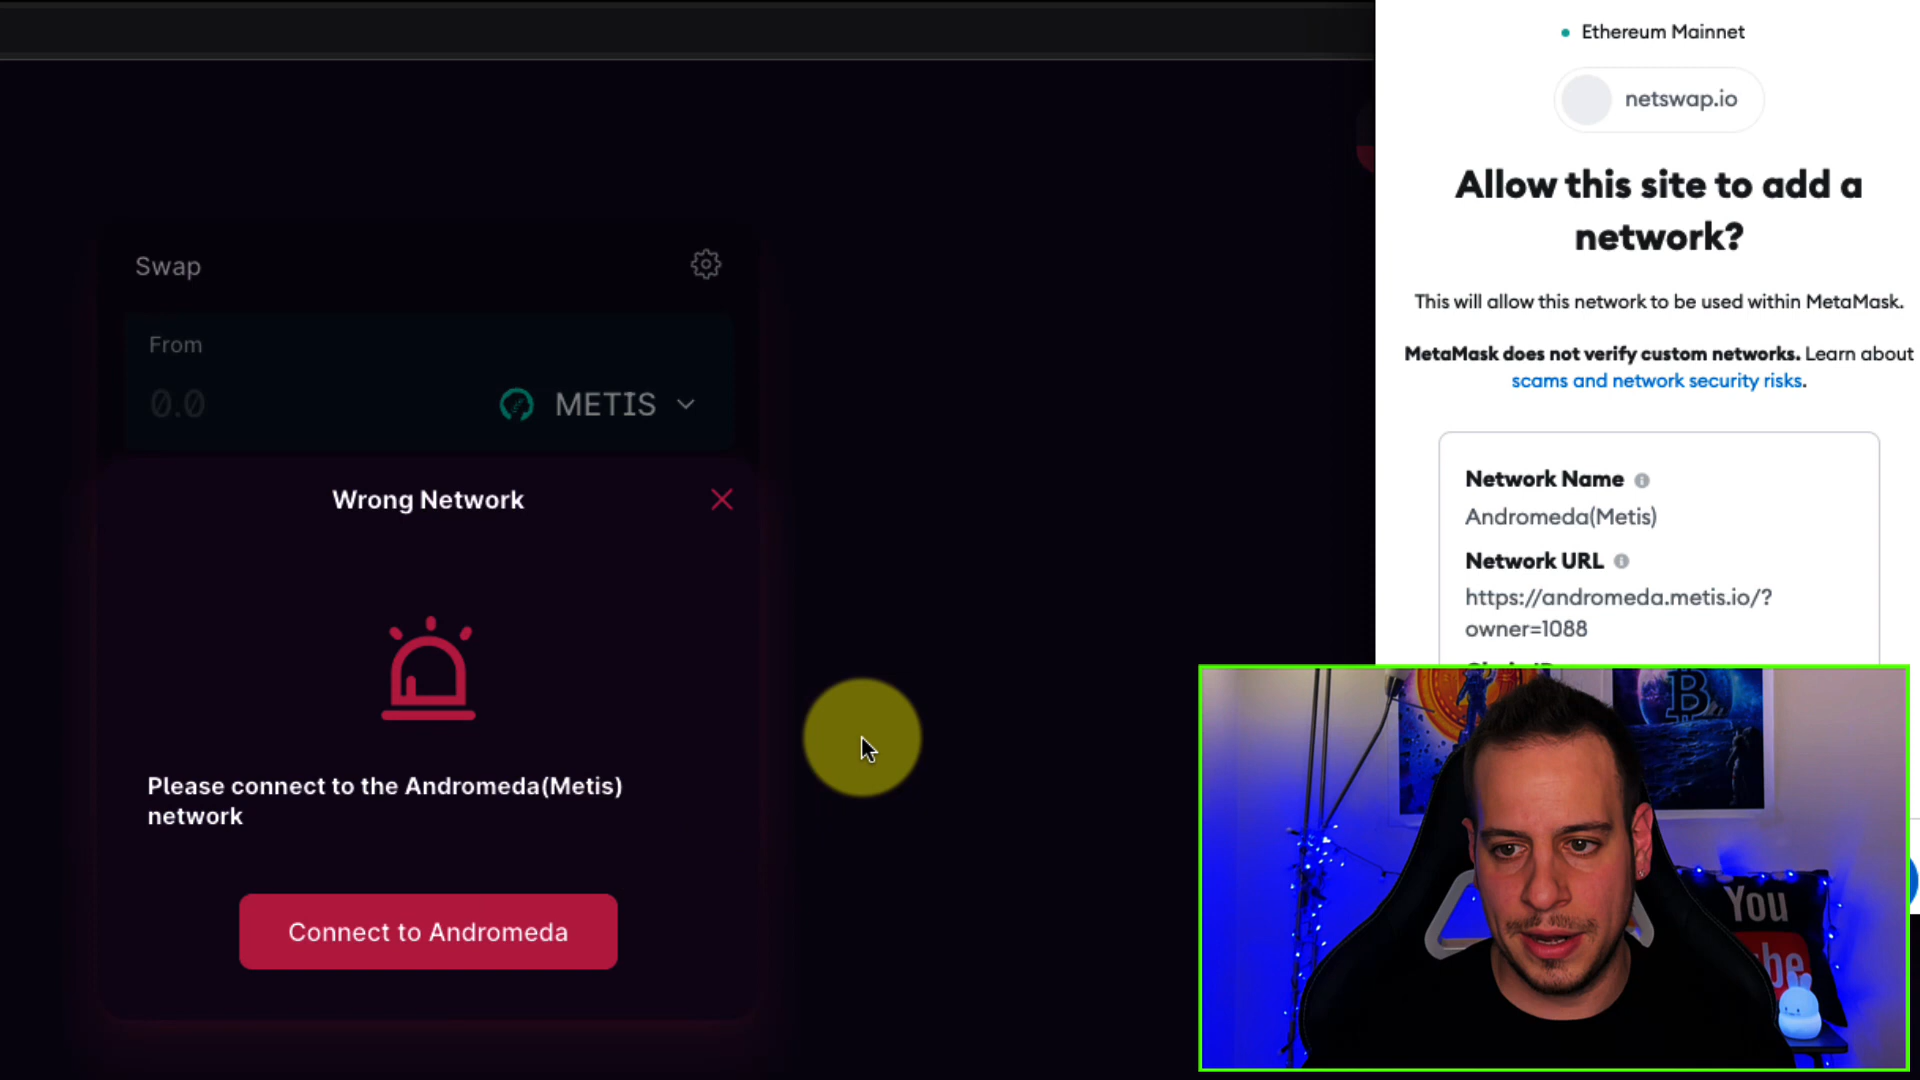 Swap
From
0.0
METIS
Wrong Network
Please connect to the Andromeda(Metis)
network
Connect to Andromeda
Ethereum Mainnet
netswap.io
Allow this site to add a
network?
This will allow this network to be used within MetaMask.
MetaMask does not verify custom networks. Learn about
scams and network security risks.
Network Name
Andromeda(Metis)
Network URL
https://andromeda.metis.io/?
owner=1088
You